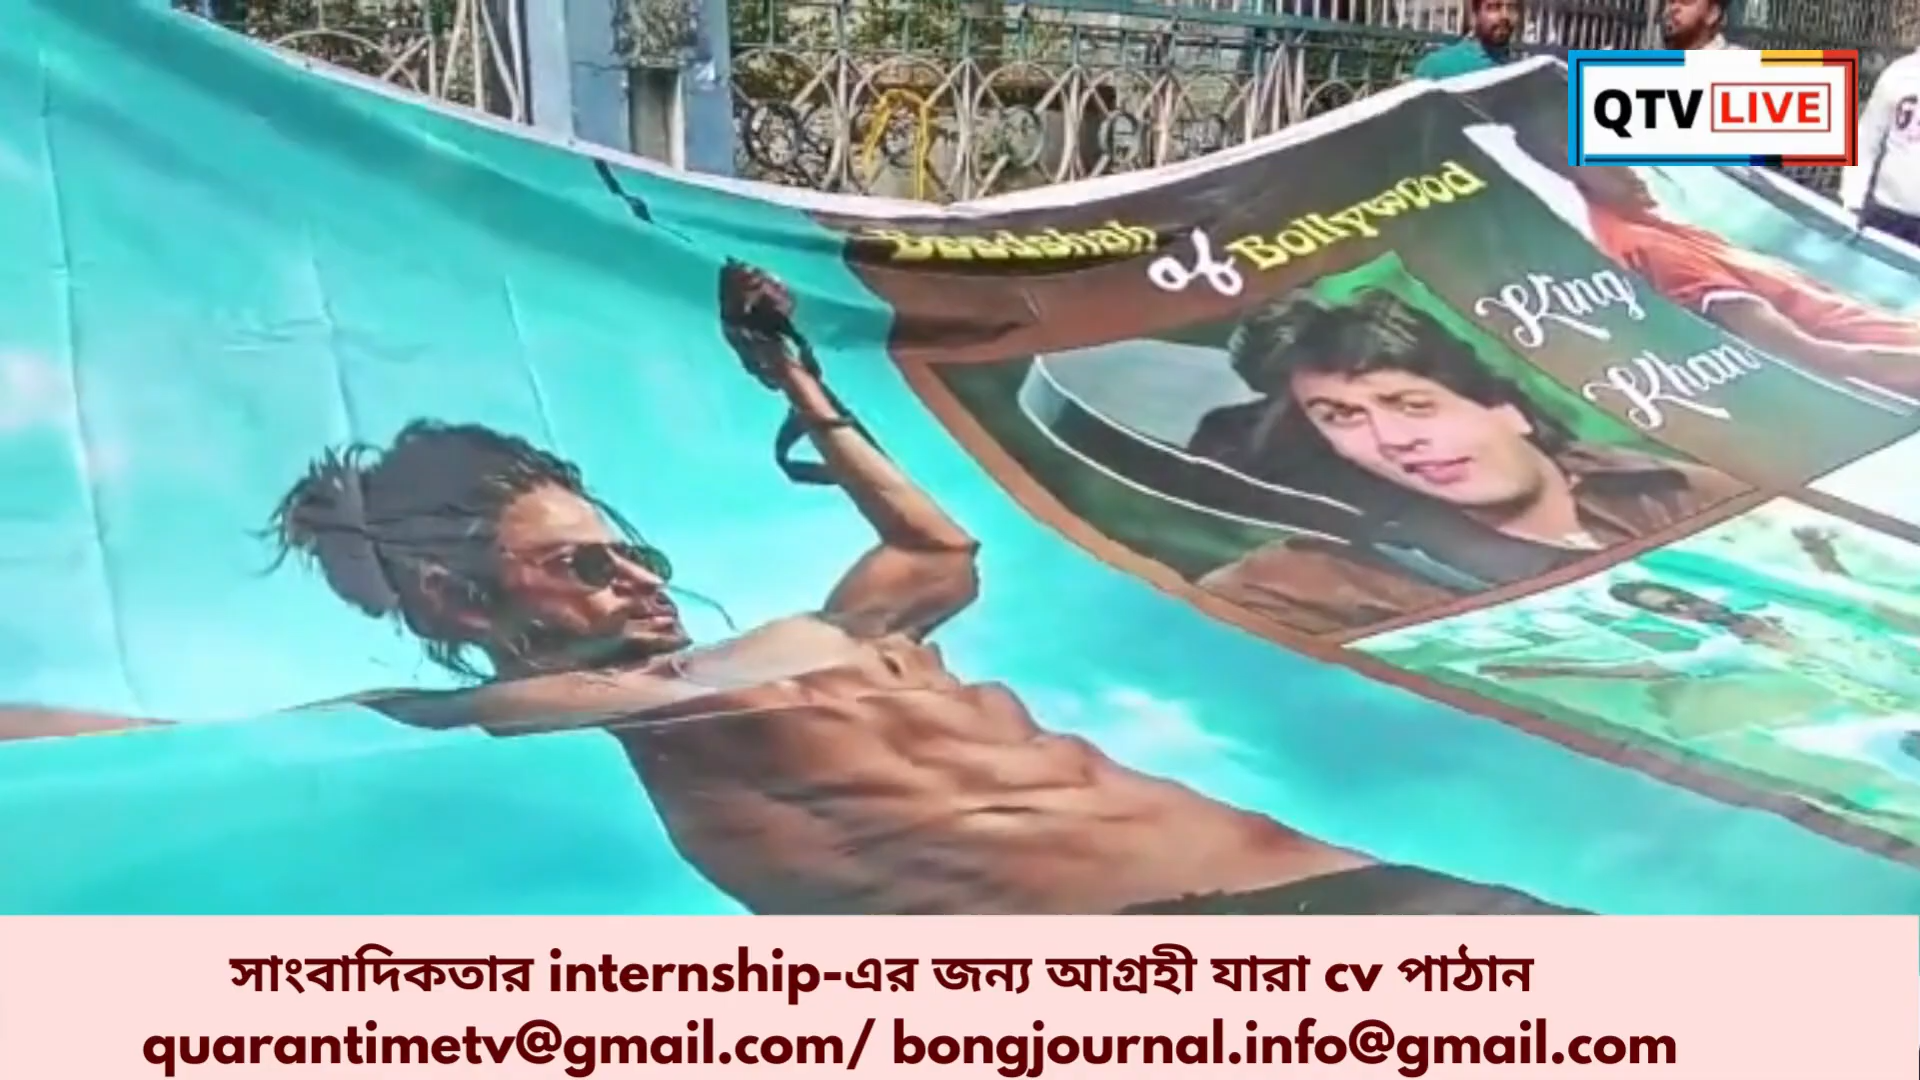 QTV LIVE
Baadshah
of Bollywood
King
Khan
সাংবাদিকতার internship-এর জন্য আগ্রহী যারা cv পাঠান
quarantimetv@gmail.com/ bongjournal.info@gmail.com